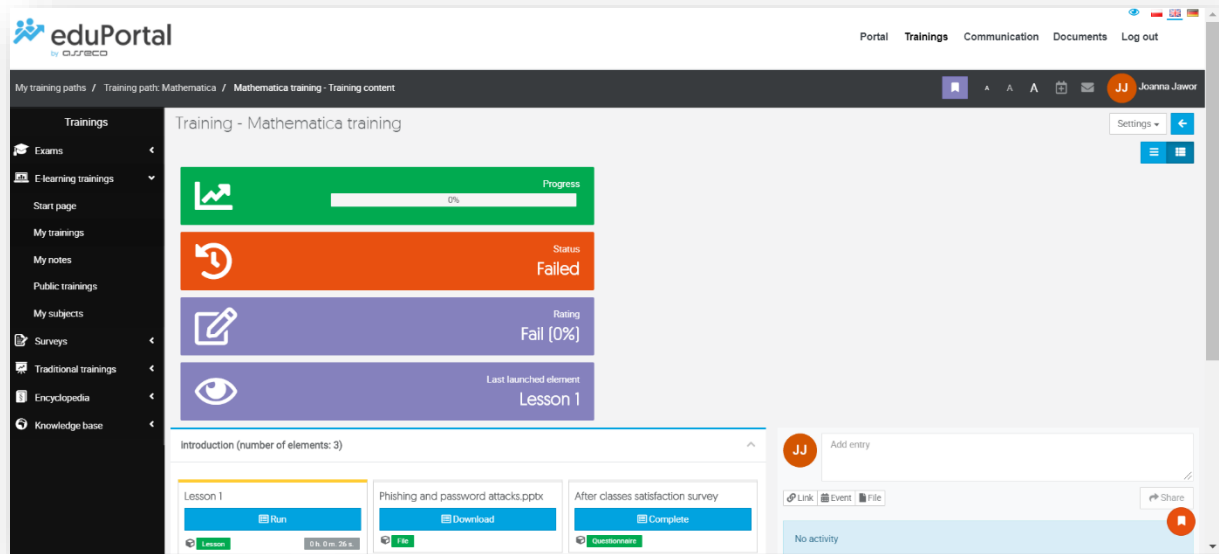 eduPortal
by asseco
Portal Trainings Communication Documents Log out
My training paths / Training path: Mathematica / Mathematica training - Training content
A A A JJ Joanna Jawor
Trainings
Exams
E-learning trainings
Start page
My trainings
My notes
Public trainings
My subjects
Surveys
Traditional trainings
Encyclopedia
Knowledge base
Training - Mathematica training
Settings
Progress
0%
Status
Failed
Rating
Fail (0%)
Last launched element
Lesson 1
Introduction (number of elements: 3)
Lesson 1
Run
Lesson 0 h. 0 m. 26 s.
Phishing and password attacks.pptx
Download
File
After classes satisfaction survey
Complete
Questionnaire
JJ Add entry
Link Event File Share
No activity